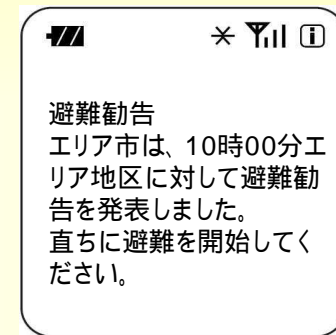 避難勧告
エリア市は、10時00分エ
リア地区に対して避難勧
告を発表しました。
直ちに避難を開始してく
ださい。